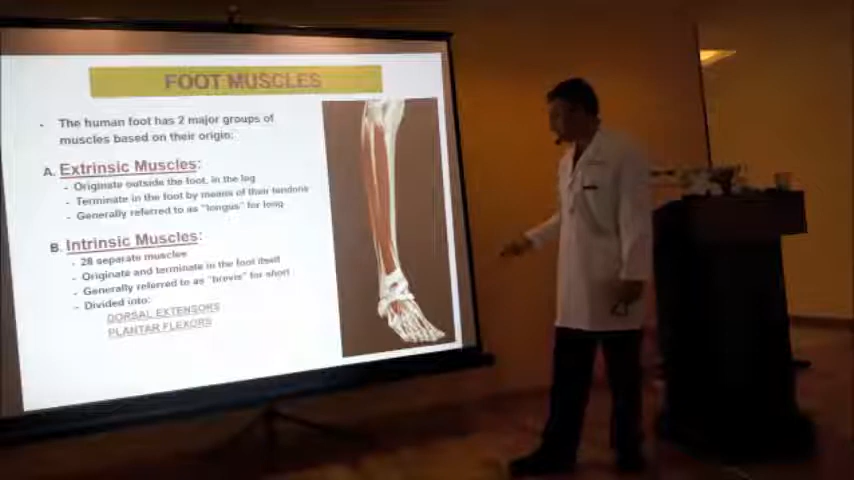 FOOT MUSCLES
- The human foot has 2 major groups of
muscles based on their origin:
A. Extrinsic Muscles:
- Originate outside the foot, in the leg
- Terminate in the foot by means of their tendons
- Generally referred to as "longus" for long
B. Intrinsic Muscles:
- 28 separate muscles
- Originate and terminate in the foot itself
- Generally referred to as "brevis" for short
- Divided into:
DORSAL EXTENSORS
PLANTAR FLEXORS